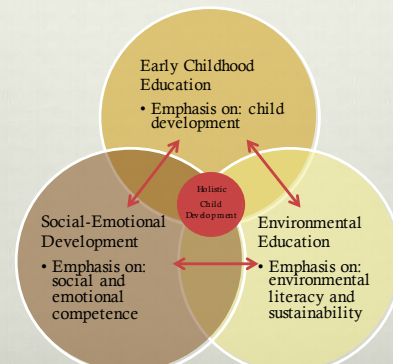 Early Childhood
Education
• Emphasis on: child
development
Holistic
Child
Development
Social-Emotional
Development
• Emphasis on:
social and
emotional
competence
Environmental
Education
• Emphasis on:
environmental
literacy and
sustainability